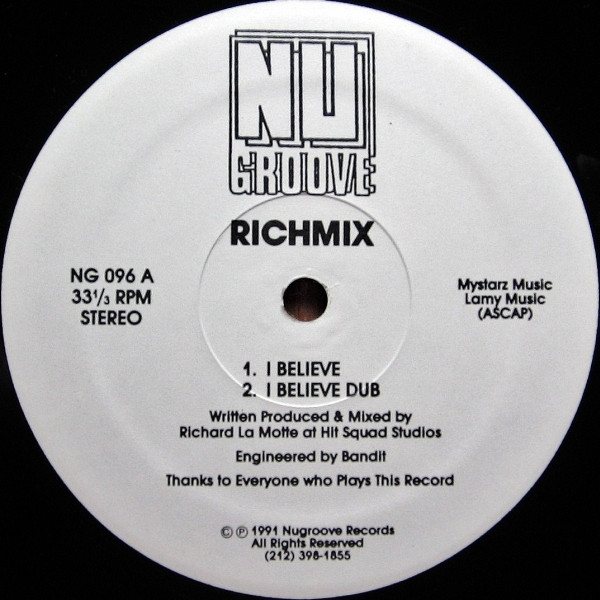 NU
GROOVE
RICHMIX
NG 096 A
33⅓ RPM
STEREO
Mystarz Music
Lamy Music
(ASCAP)
1. I BELIEVE
2. I BELIEVE DUB
Written Produced & Mixed by
Richard La Motte at Hit Squad Studios
Engineered by Bandit
Thanks to Everyone who Plays This Record
© ℗ 1991 Nugroove Records
All Rights Reserved
(212) 398-1855